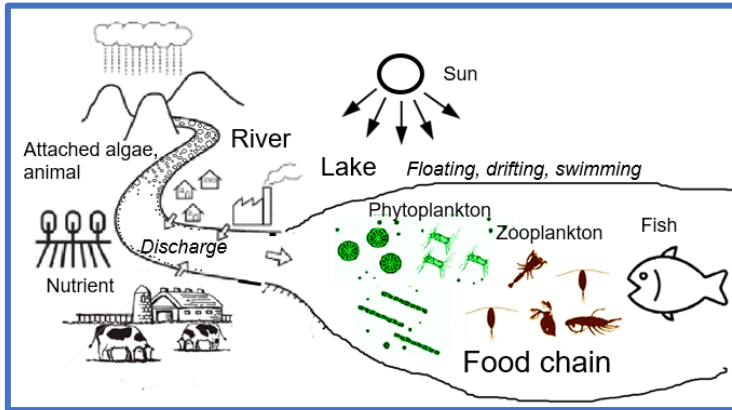 Sun
River
Attached algae,
animal
Lake
Floating, drifting, swimming
Phytoplankton
Zooplankton
Fish
Discharge
Nutrient
Food chain